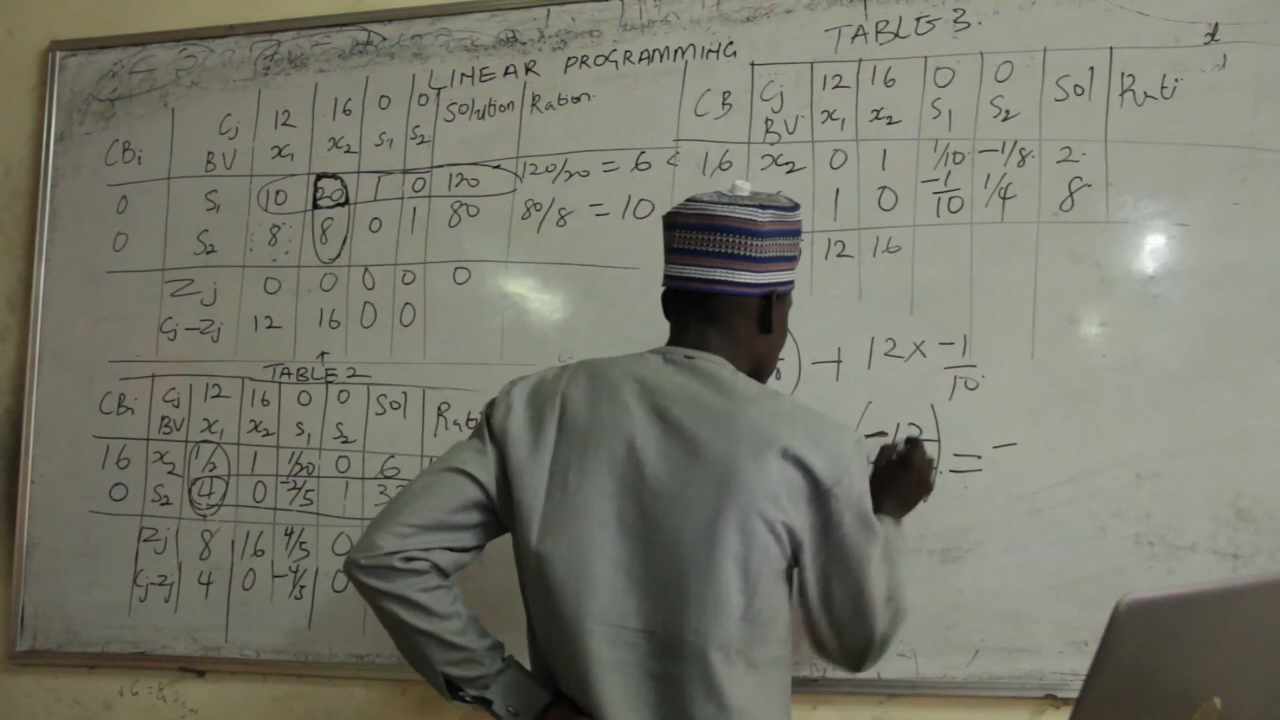 LINEAR PROGRAMMING
CBi Cj 12 16 0 0 Solution Ration.
BV x₁ x₂ S₁ S₂
0 S₁ 10 20 1 0 120 120/20 = 6 <
0 S₂ 8 8 0 1 80 80/8 = 10
Zj 0 0 0 0 0
Cj-Zj 12 16 0 0
↑
TABLE 2
CBi Cj 12 16 0 0 Sol
BV x₁ x₂ S₁ S₂
16 x₂ 1/2 1 1/20 0 6
0 S₂ 4 0 -2/5 1
Zj 8 16 4/5 0
Cj-Zj 4 0 -4/5 0
TABLE 3.
CB Cj 12 16 0 0 Sol Rati
BV x₁ x₂ S₁ S₂
16 x₂ 0 1 1/10 -1/8 2
1 0 -1/10 1/4 8
12 16
) + 12 × -1/10
= -